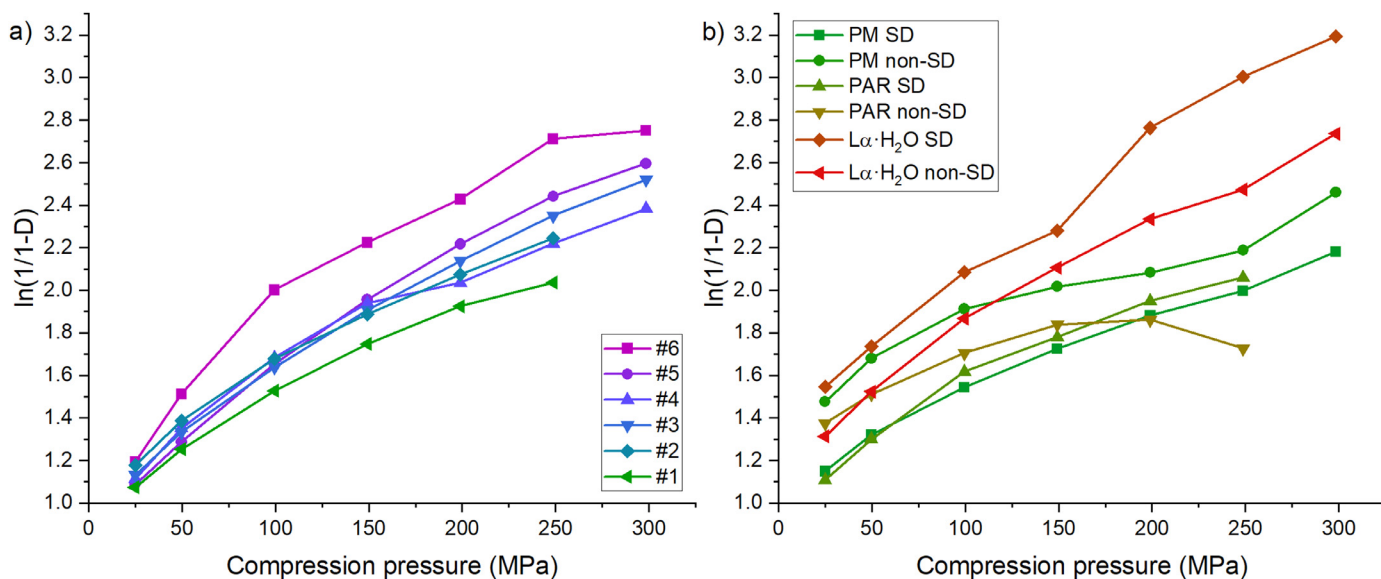 a)
3.2
3.0
2.8
2.6
2.4
2.2
2.0
1.8
1.6
1.4
1.2
1.0
ln(1/1-D)
0 50 100 150 200 250 300
Compression pressure (MPa)
#6
#5
#4
#3
#2
#1
b)
3.2
3.0
2.8
2.6
2.4
2.2
2.0
1.8
1.6
1.4
1.2
1.0
ln(1/1-D)
0 50 100 150 200 250 300
Compression pressure (MPa)
PM SD
PM non-SD
PAR SD
PAR non-SD
Lα·H₂O SD
Lα·H₂O non-SD